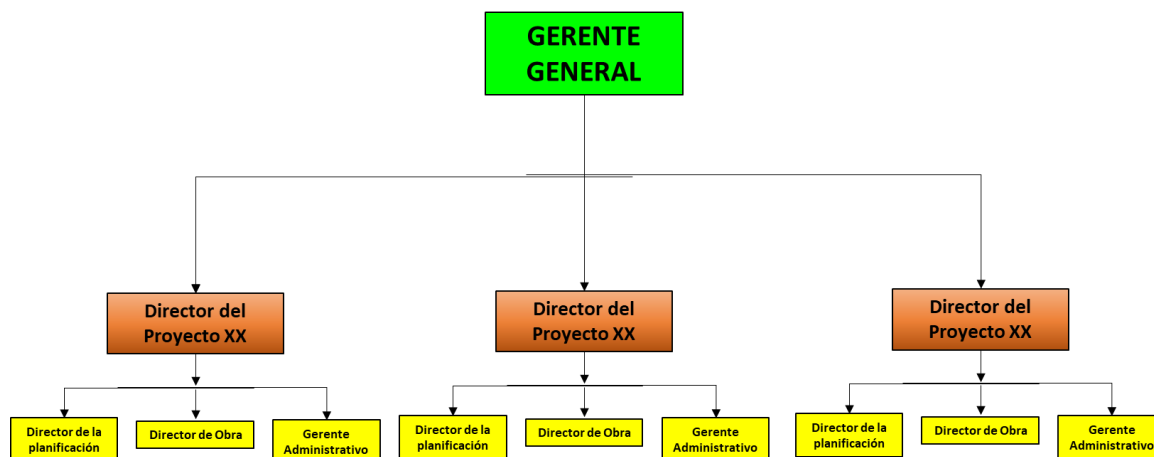 GERENTE
GENERAL
Director del
Proyecto XX
Director del
Proyecto XX
Director del
Proyecto XX
Director de la
planificación
Director de Obra
Gerente
Administrativo
Director de la
planificación
Director de Obra
Gerente
Administrativo
Director de la
planificación
Director de Obra
Gerente
Administrativo